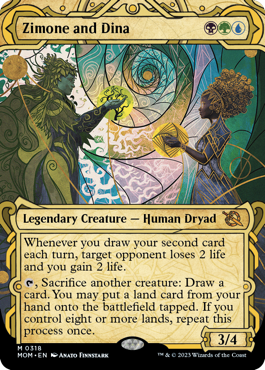 Zimone and Dina
Legendary Creature — Human Dryad
Whenever you draw your second card
each turn, target opponent loses 2 life
and you gain 2 life.
, Sacrifice another creature: Draw a
card. You may put a land card from your
hand onto the battlefield tapped. If you
control eight or more lands, repeat
this process once.
3/4
M 0318
MOM • EN Anato Finnstark
™ & © 2023 Wizards of the Coast